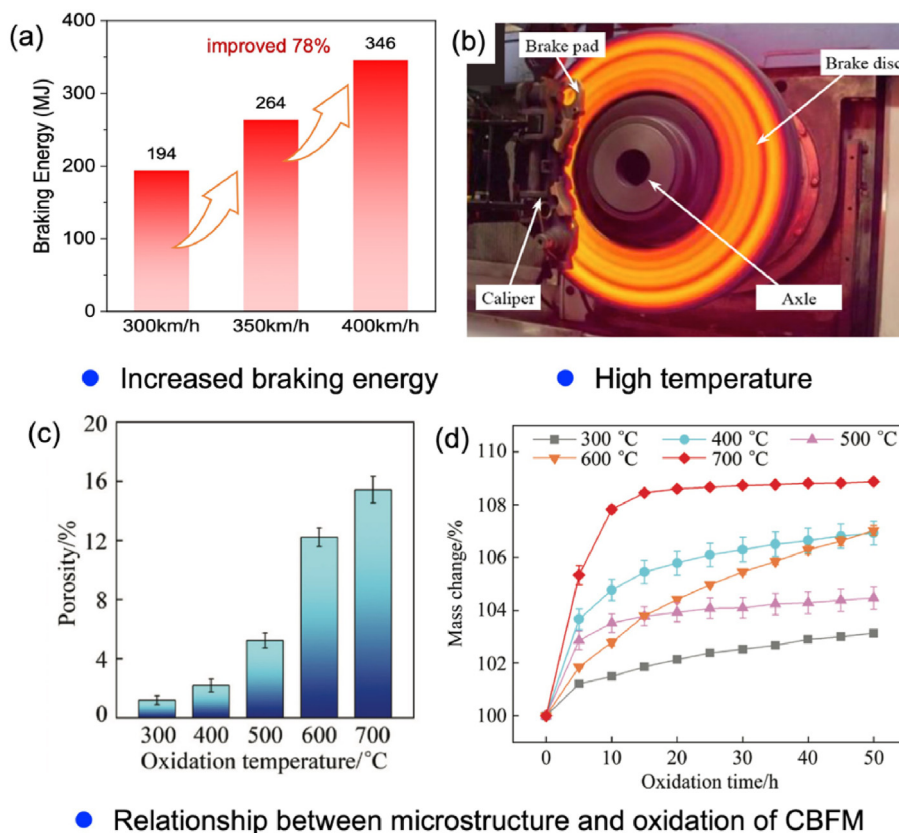 (a)
Braking Energy (MJ)
400
300
200
100
0
improved 78%
194
264
346
300km/h 350km/h 400km/h
● Increased braking energy
(b)
Brake pad
Brake disc
Caliper
Axle
● High temperature
(c)
Porosity/%
20
16
12
8
4
0
300 400 500 600 700
Oxidation temperature/°C
(d)
300 °C 400 °C 500 °C
600 °C 700 °C
Mass change/%
110
108
106
104
102
100
0 10 20 30 40 50
Oxidation time/h
● Relationship between microstructure and oxidation of CBFM